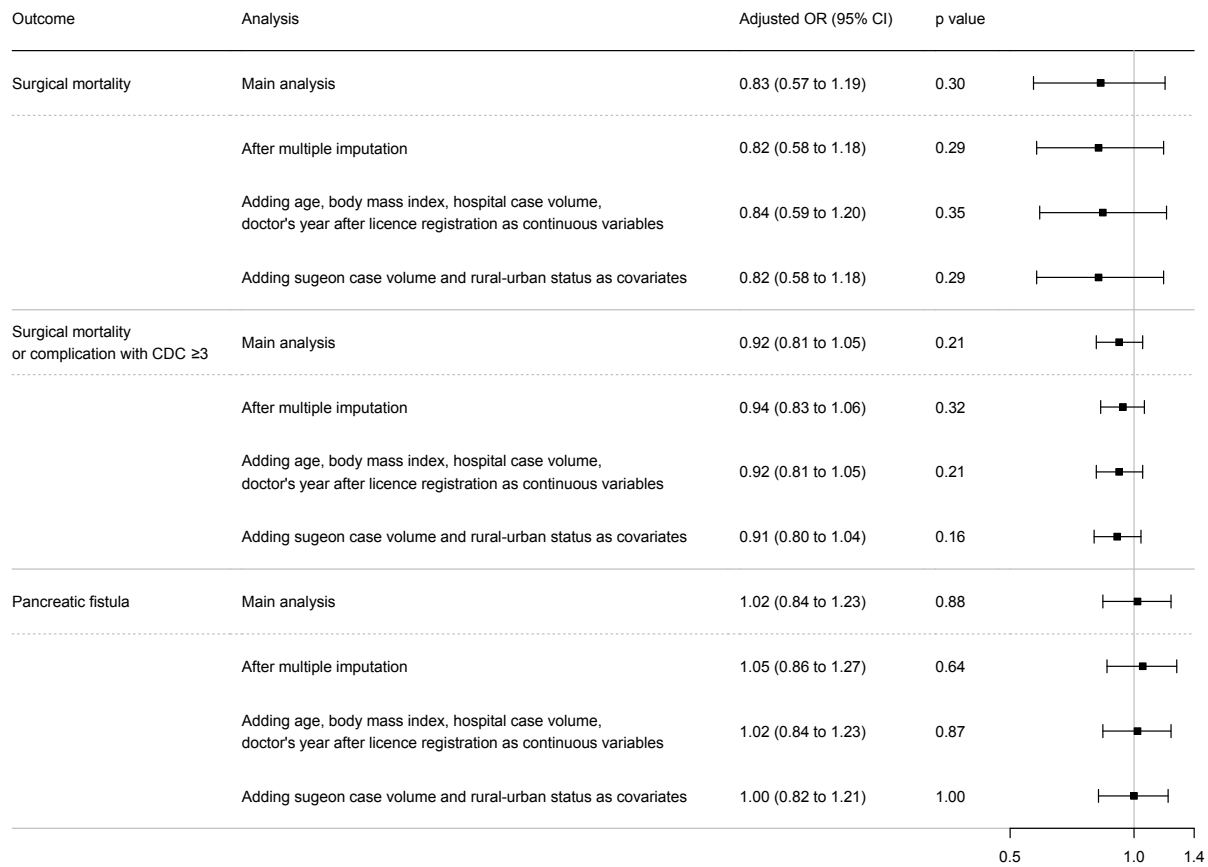 Outcome Analysis Adjusted OR (95% CI) p value
Surgical mortality Main analysis 0.83 (0.57 to 1.19) 0.30
After multiple imputation 0.82 (0.58 to 1.18) 0.29
Adding age, body mass index, hospital case volume,
doctor's year after licence registration as continuous variables 0.84 (0.59 to 1.20) 0.35
Adding sugeon case volume and rural-urban status as covariates 0.82 (0.58 to 1.18) 0.29
Surgical mortality
or complication with CDC ≥3 Main analysis 0.92 (0.81 to 1.05) 0.21
After multiple imputation 0.94 (0.83 to 1.06) 0.32
Adding age, body mass index, hospital case volume,
doctor's year after licence registration as continuous variables 0.92 (0.81 to 1.05) 0.21
Adding sugeon case volume and rural-urban status as covariates 0.91 (0.80 to 1.04) 0.16
Pancreatic fistula Main analysis 1.02 (0.84 to 1.23) 0.88
After multiple imputation 1.05 (0.86 to 1.27) 0.64
Adding age, body mass index, hospital case volume,
doctor's year after licence registration as continuous variables 1.02 (0.84 to 1.23) 0.87
Adding sugeon case volume and rural-urban status as covariates 1.00 (0.82 to 1.21) 1.00
0.5 1.0 1.4